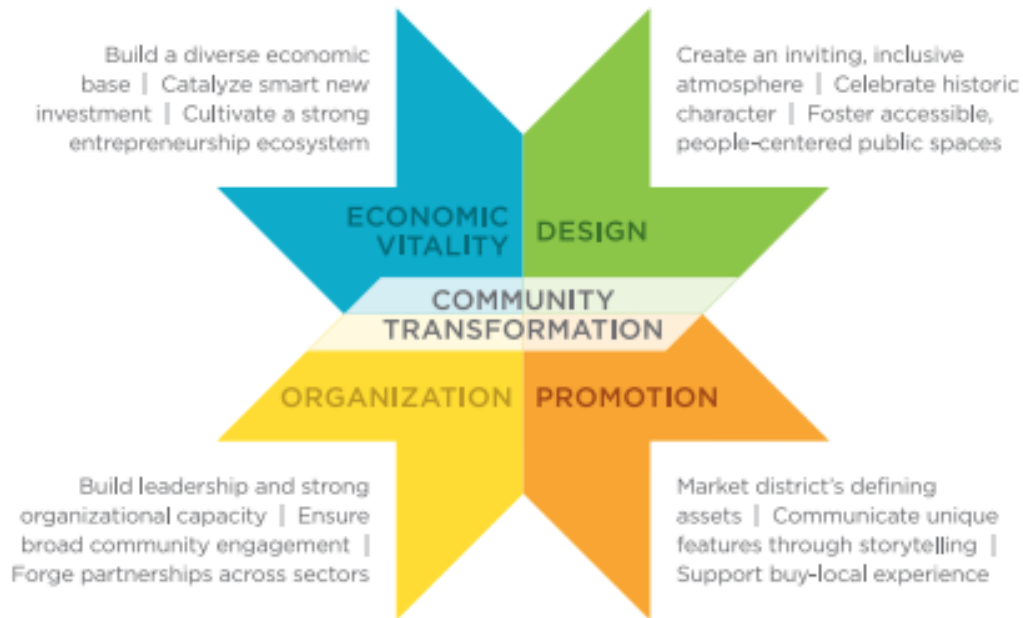 Build a diverse economic
base | Catalyze smart new
investment | Cultivate a strong
entrepreneurship ecosystem
Create an inviting, inclusive
atmosphere | Celebrate historic
character | Foster accessible,
people-centered public spaces
ECONOMIC
VITALITY
DESIGN
COMMUNITY
TRANSFORMATION
ORGANIZATION
PROMOTION
Build leadership and strong
organizational capacity | Ensure
broad community engagement |
Forge partnerships across sectors
Market district's defining
assets | Communicate unique
features through storytelling |
Support buy-local experience